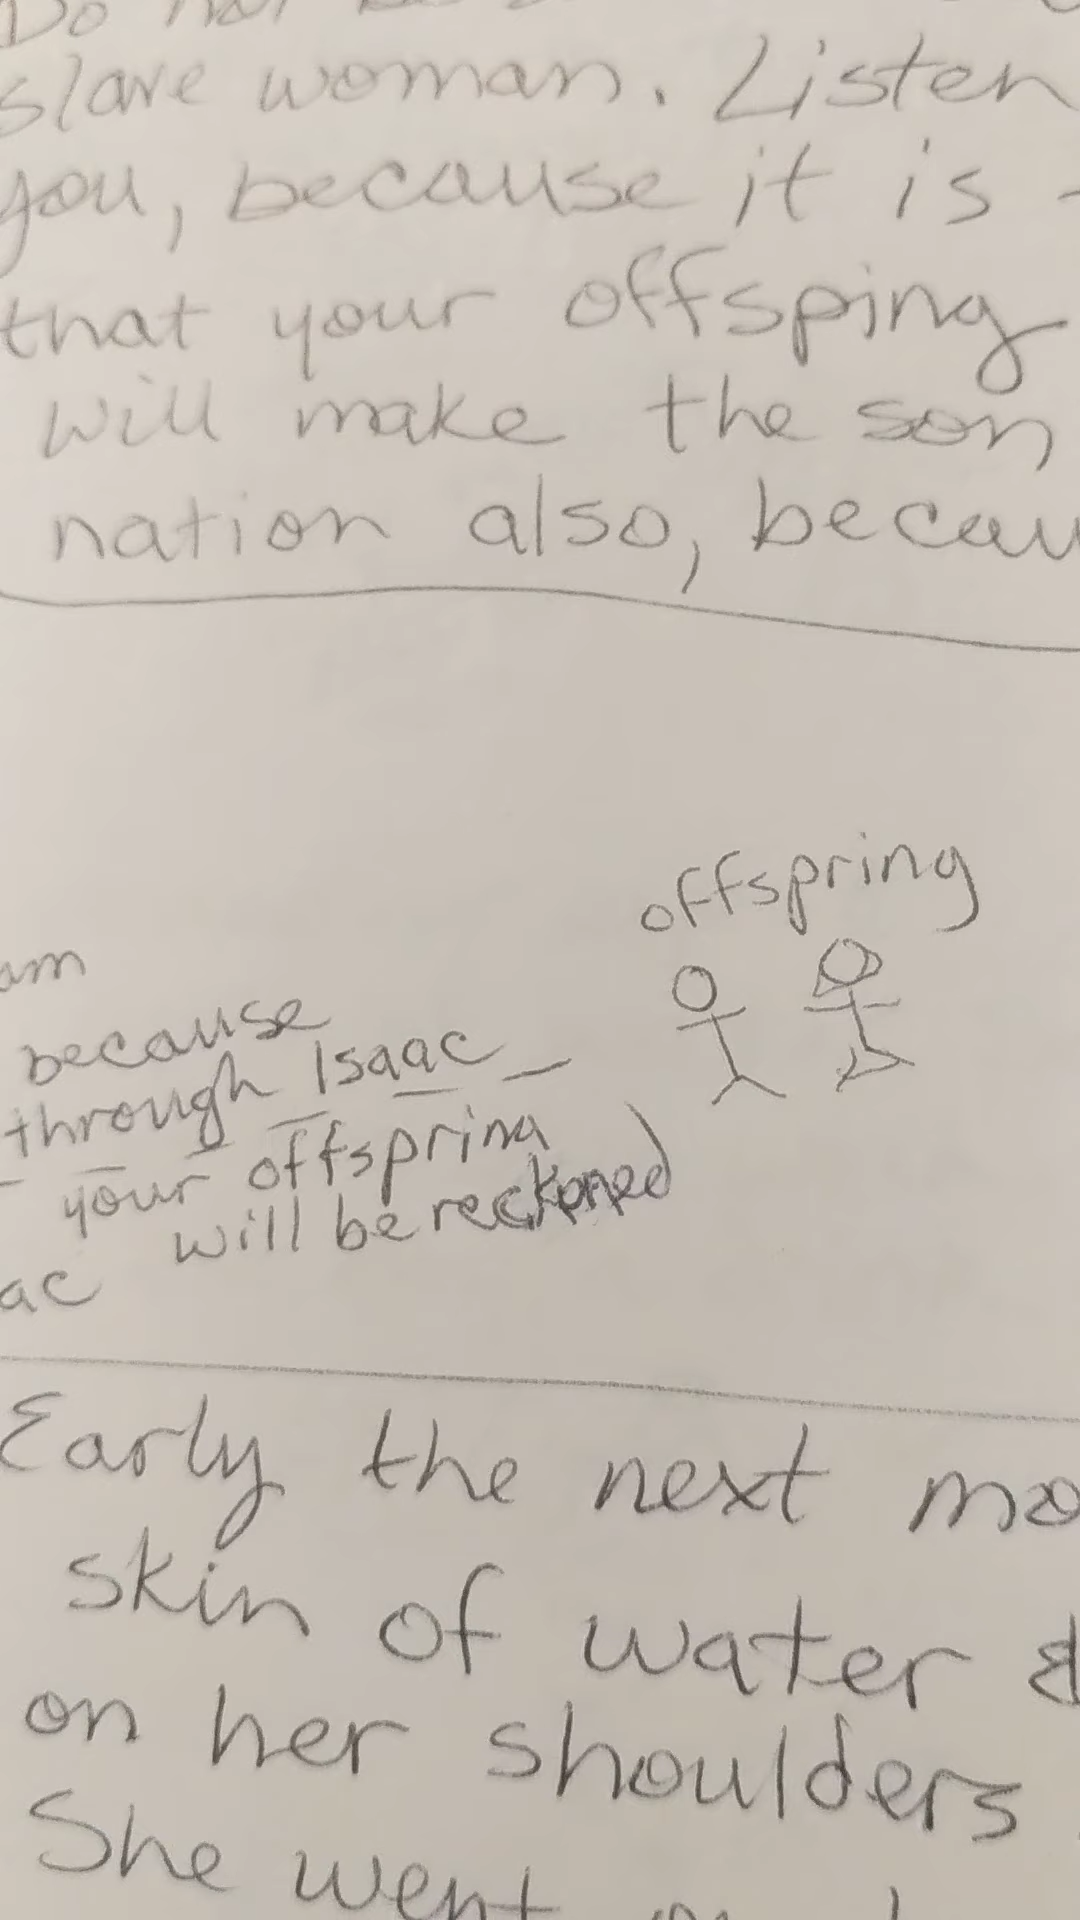 Do not
slave woman. Listen
you, because it is
that your offsping
will make the son
nation also, becau
offspring
am
because
through Isaac
your offspring
will be reckoned)
ac
Early the next mo
skin of water &
on her shoulders
She went